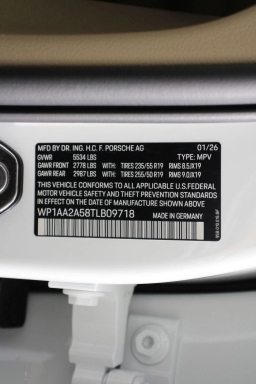 MFD BY DR. ING. H.C. F. PORSCHE AG 01/26
GVWR 5534 LBS TYPE: MPV
GAWR FRONT 2778 LBS WITH TIRES 235/55 R19 RIMS 8.5JX19
GAWR REAR 2987 LBS WITH TIRES 255/50 R19 RIMS 9.0JX19
THIS VEHICLE CONFORMS TO ALL APPLICABLE U.S.FEDERAL
MOTOR VEHICLE SAFETY AND THEFT PREVENTION STANDARDS
IN EFFECT ON THE DATE OF MANUFACTURE SHOWN ABOVE
WP1AA2A58TLB09718 MADE IN GERMANY